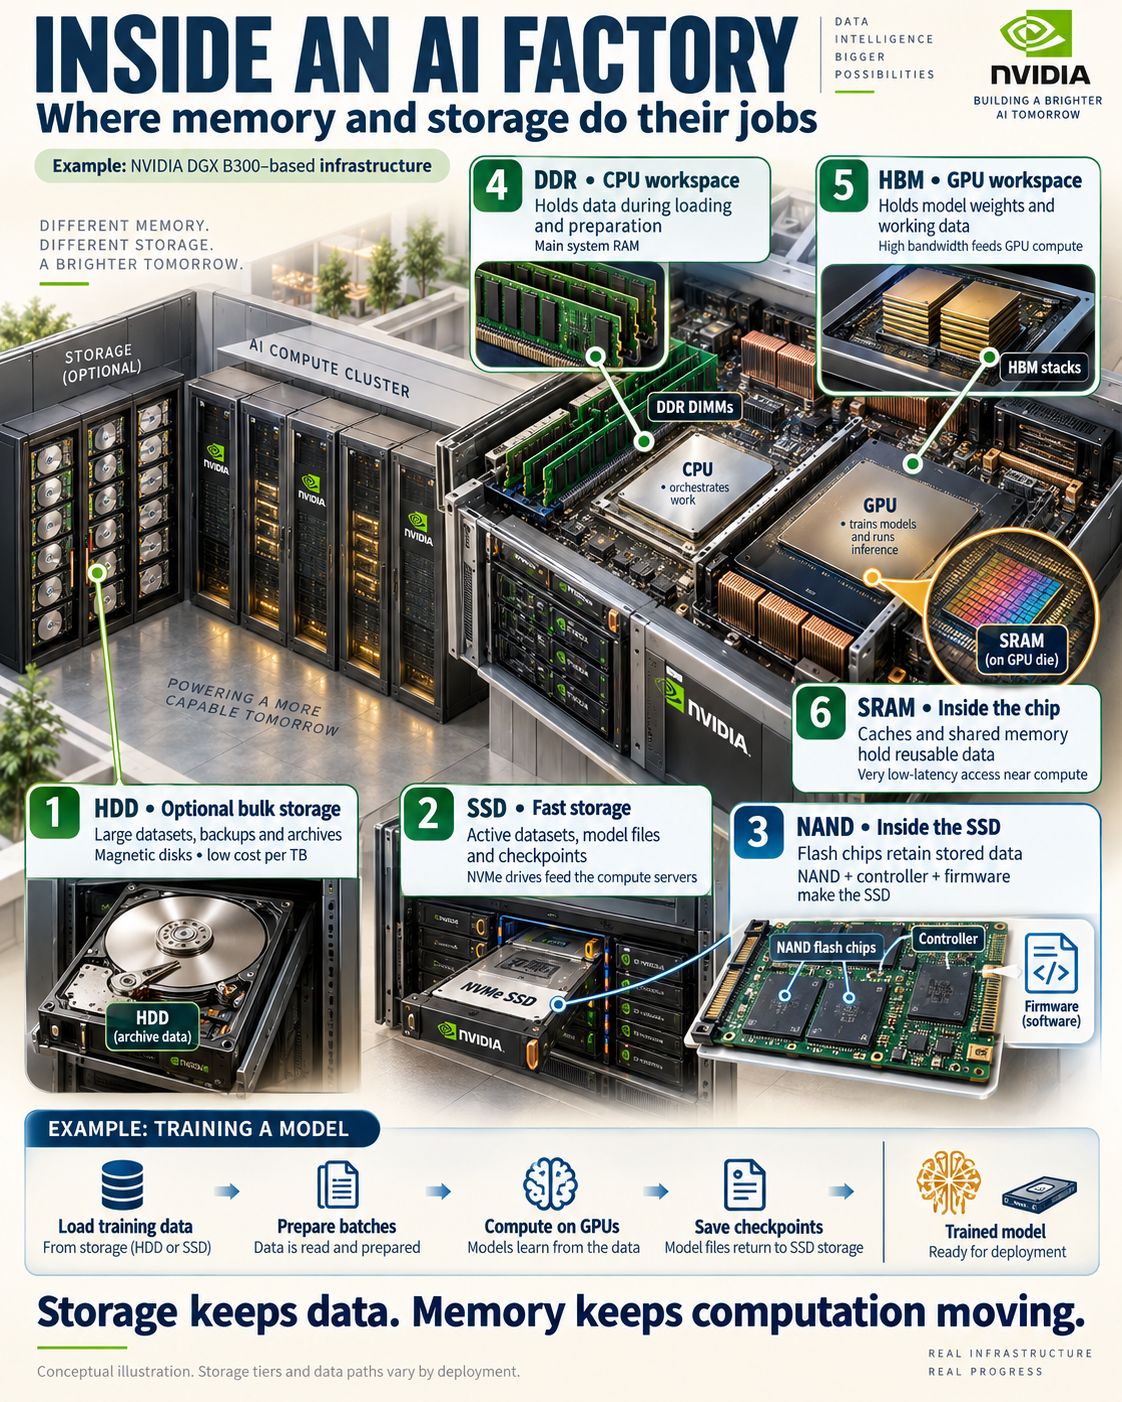 INSIDE AN AI FACTORY
Where memory and storage do their jobs
DATA
INTELLIGENCE
BIGGER
POSSIBILITIES
NVIDIA
BUILDING A BRIGHTER
AI TOMORROW
Example: NVIDIA DGX B300–based infrastructure
DIFFERENT MEMORY.
DIFFERENT STORAGE.
A BRIGHTER TOMORROW.
4
DDR • CPU workspace
Holds data during loading
and preparation
Main system RAM
DDR DIMMs
5
HBM • GPU workspace
Holds model weights and
working data
High bandwidth feeds GPU compute
HBM stacks
STORAGE
(OPTIONAL)
AI COMPUTE CLUSTER
NVIDIA
NVIDIA
NVIDIA
CPU
• orchestrates
work
GPU
• trains models
and runs
inference
SRAM
(on GPU die)
POWERING A MORE
CAPABLE TOMORROW
NVIDIA
6
SRAM • Inside the chip
Caches and shared memory
hold reusable data
Very low-latency access near compute
1
HDD • Optional bulk storage
Large datasets, backups and archives
Magnetic disks • low cost per TB
HDD
(archive data)
2
SSD • Fast storage
Active datasets, model files
and checkpoints
NVMe drives feed the compute servers
NVMe SSD
NVIDIA
3
NAND • Inside the SSD
Flash chips retain stored data
NAND + controller + firmware
make the SSD
NAND flash chips
Controller
Firmware
(software)
EXAMPLE: TRAINING A MODEL
Load training data
From storage (HDD or SSD)
Prepare batches
Data is read and prepared
Compute on GPUs
Models learn from the data
Save checkpoints
Model files return to SSD storage
Trained model
Ready for deployment
Storage keeps data. Memory keeps computation moving.
Conceptual illustration. Storage tiers and data paths vary by deployment.
REAL INFRASTRUCTURE
REAL PROGRESS